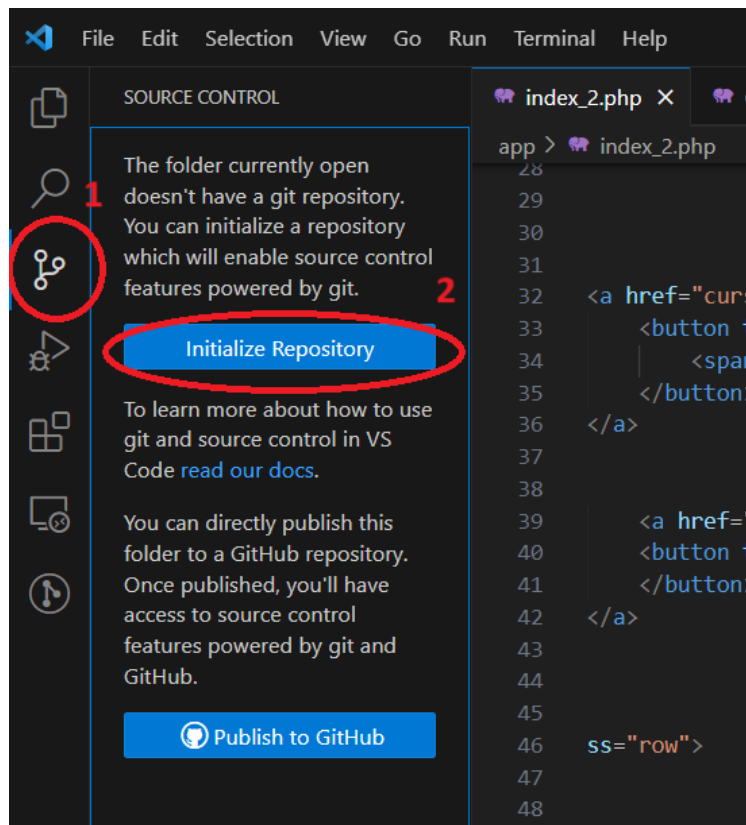 File Edit Selection View Go Run Terminal Help
SOURCE CONTROL
index_2.php
app > index_2.php
The folder currently open
doesn't have a git repository.
You can initialize a repository
which will enable source control
features powered by git.
1
2
Initialize Repository
To learn more about how to use
git and source control in VS
Code read our docs.
You can directly publish this
folder to a GitHub repository.
Once published, you'll have
access to source control
features powered by git and
GitHub.
Publish to GitHub
28
29
30
31
32 <a href="curs
33 <button
34 <span
35 </button>
36 </a>
37
38
39 <a href="
40 <button
41 </button>
42 </a>
43
44
45
46 ss="row">
47
48